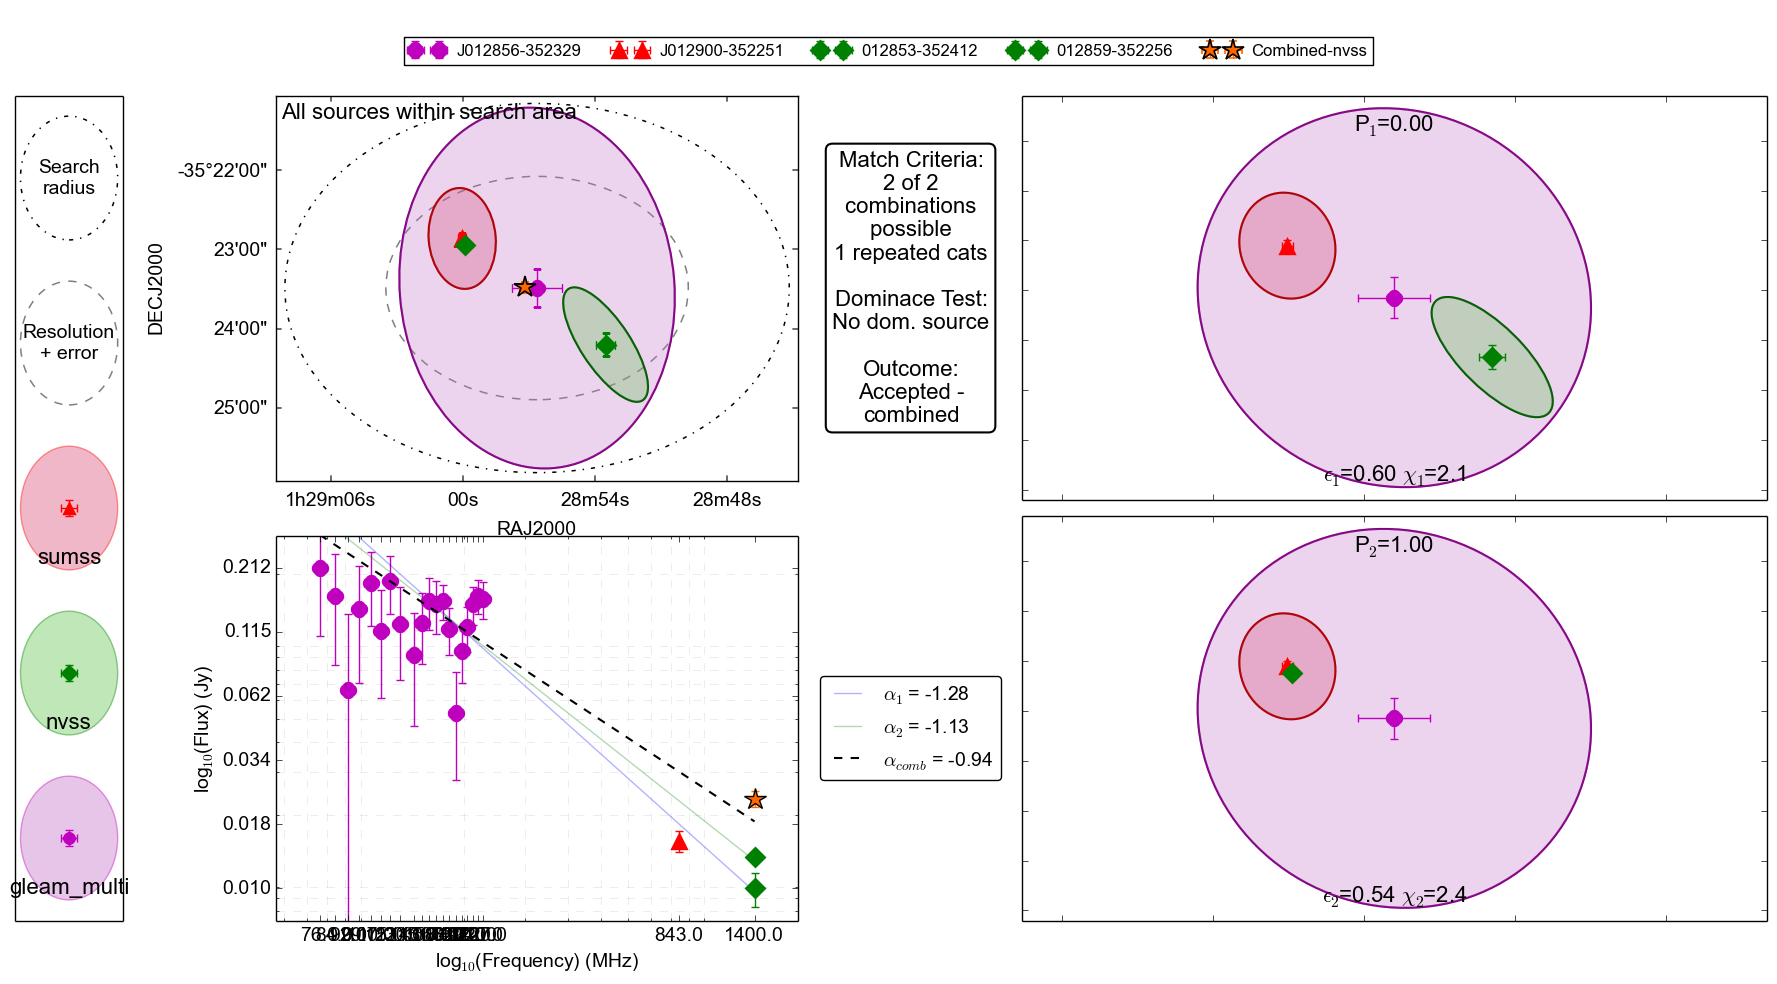 J012856-352329 J012900-352251 012853-352412 012859-352256 Combined-nvss
Search
radius
Resolution
+ error
sumss
nvss
gleam_multi
All sources within search area
DECJ2000
-35°22'00"
23'00"
24'00"
25'00"
1h29m06s 00s 28m54s 28m48s
RAJ2000
Match Criteria:
2 of 2
combinations
possible
1 repeated cats
Dominace Test:
No dom. source
Outcome:
Accepted -
combined
P1=0.00
ϵ1=0.60 χ1=2.1
P2=1.00
ϵ2=0.54 χ2=2.4
log10(Flux) (Jy)
0.212
0.115
0.062
0.034
0.018
0.010
843.0 1400.0
log10(Frequency) (MHz)
α1 = -1.28
α2 = -1.13
αcomb = -0.94